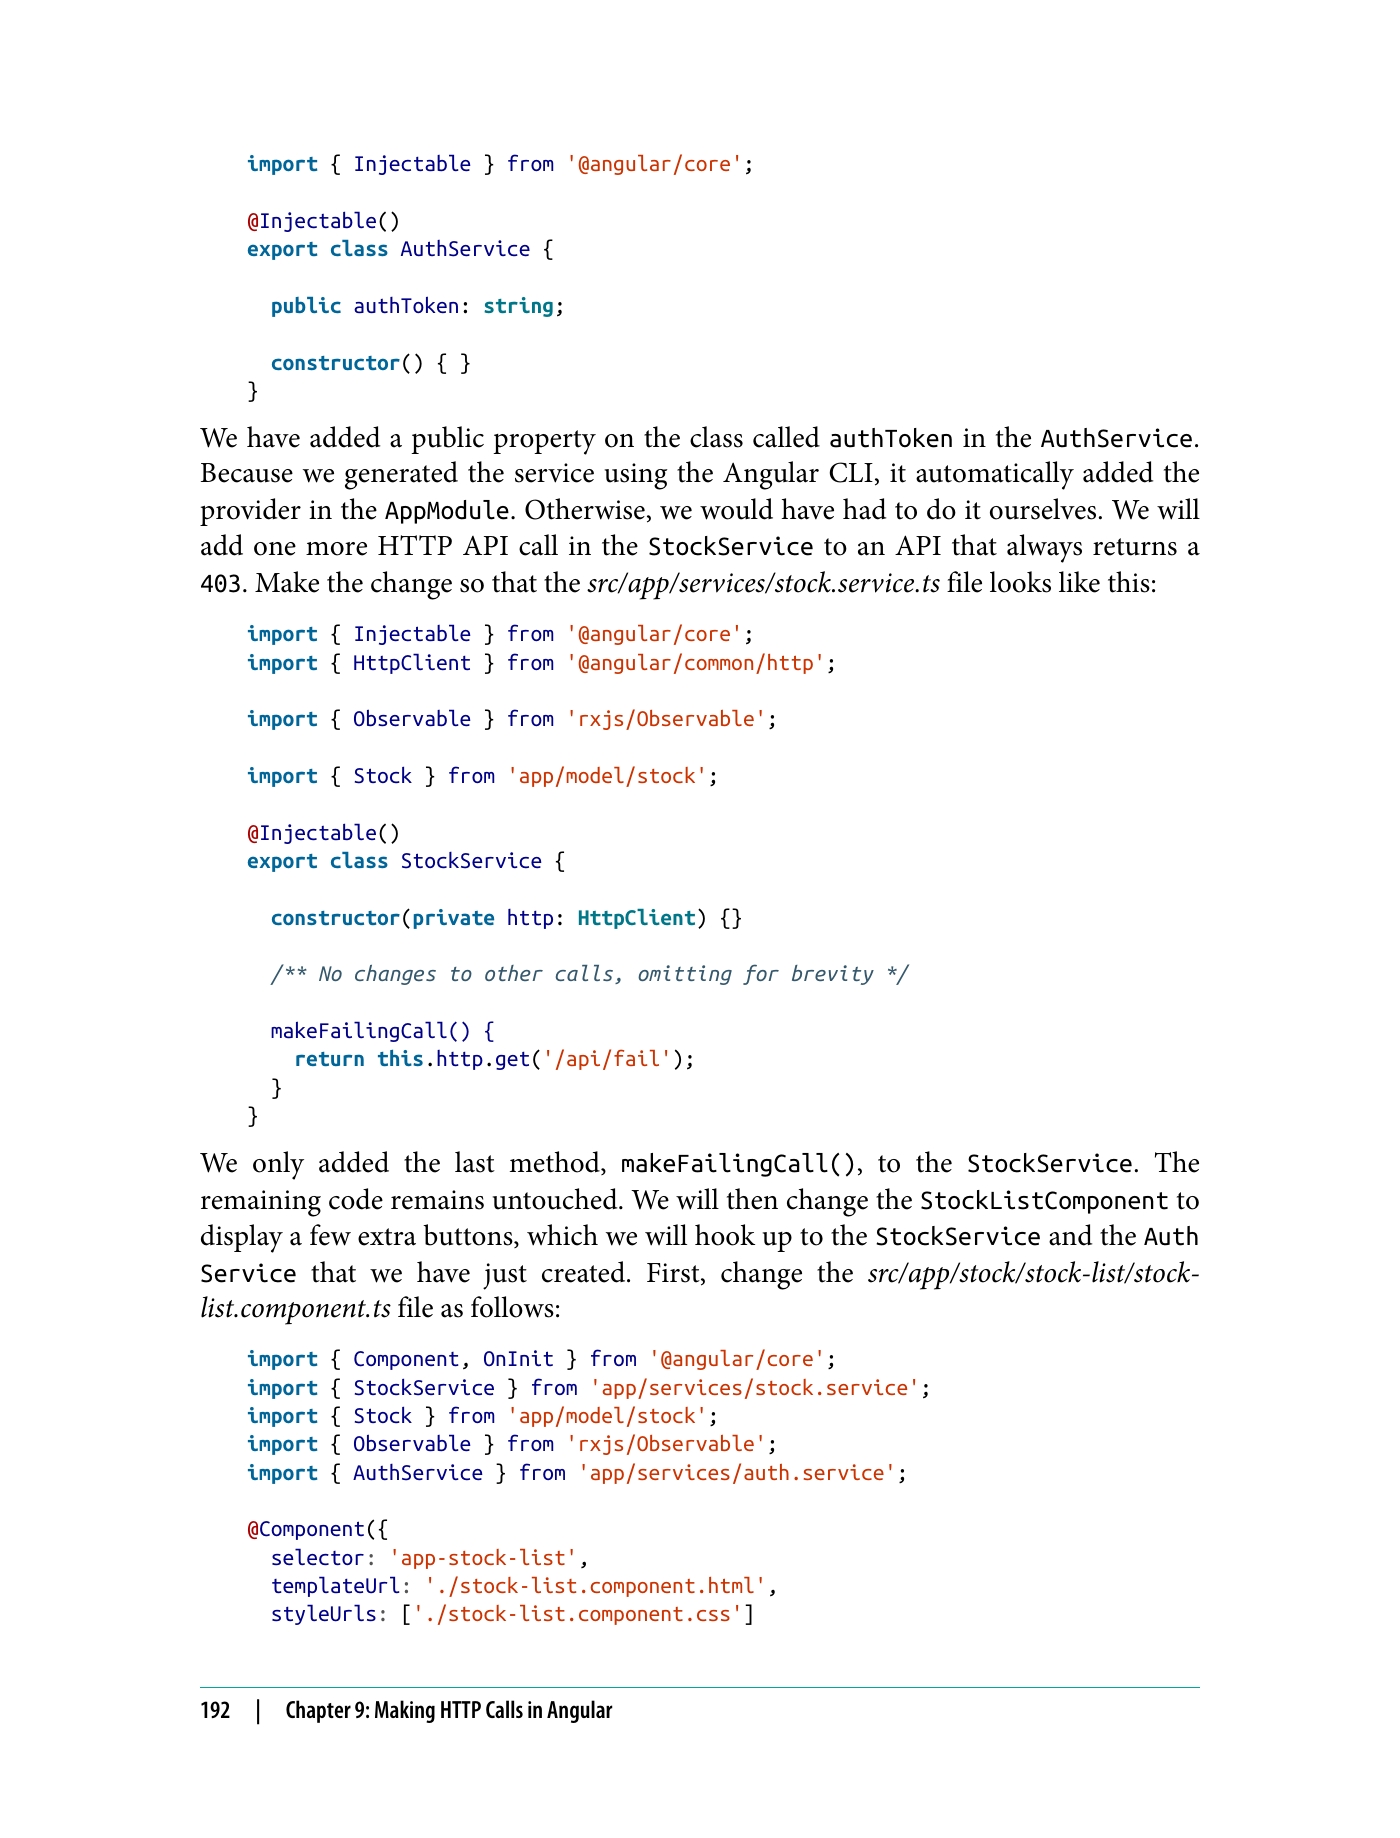 import { Injectable } from '@angular/core';
@Injectable()
export class AuthService {
public authToken: string;
constructor() { }
}
We have added a public property on the class called authToken in the AuthService.
Because we generated the service using the Angular CLI, it automatically added the
provider in the AppModule. Otherwise, we would have had to do it ourselves. We will
add one more HTTP API call in the StockService to an API that always returns a
403. Make the change so that the src/app/services/stock.service.ts file looks like this:
import { Injectable } from '@angular/core';
import { HttpClient } from '@angular/common/http';
import { Observable } from 'rxjs/Observable';
import { Stock } from 'app/model/stock';
@Injectable()
export class StockService {
constructor(private http: HttpClient) {}
/** No changes to other calls, omitting for brevity */
makeFailingCall() {
return this.http.get('/api/fail');
}
}
We only added the last method, makeFailingCall(), to the StockService. The
remaining code remains untouched. We will then change the StockListComponent to
display a few extra buttons, which we will hook up to the StockService and the Auth
Service that we have just created. First, change the src/app/stock/stock-list/stock-
list.component.ts file as follows:
import { Component, OnInit } from '@angular/core';
import { StockService } from 'app/services/stock.service';
import { Stock } from 'app/model/stock';
import { Observable } from 'rxjs/Observable';
import { AuthService } from 'app/services/auth.service';
@Component({
selector: 'app-stock-list',
templateUrl: './stock-list.component.html',
styleUrls: ['./stock-list.component.css']
192 | Chapter 9: Making HTTP Calls in Angular